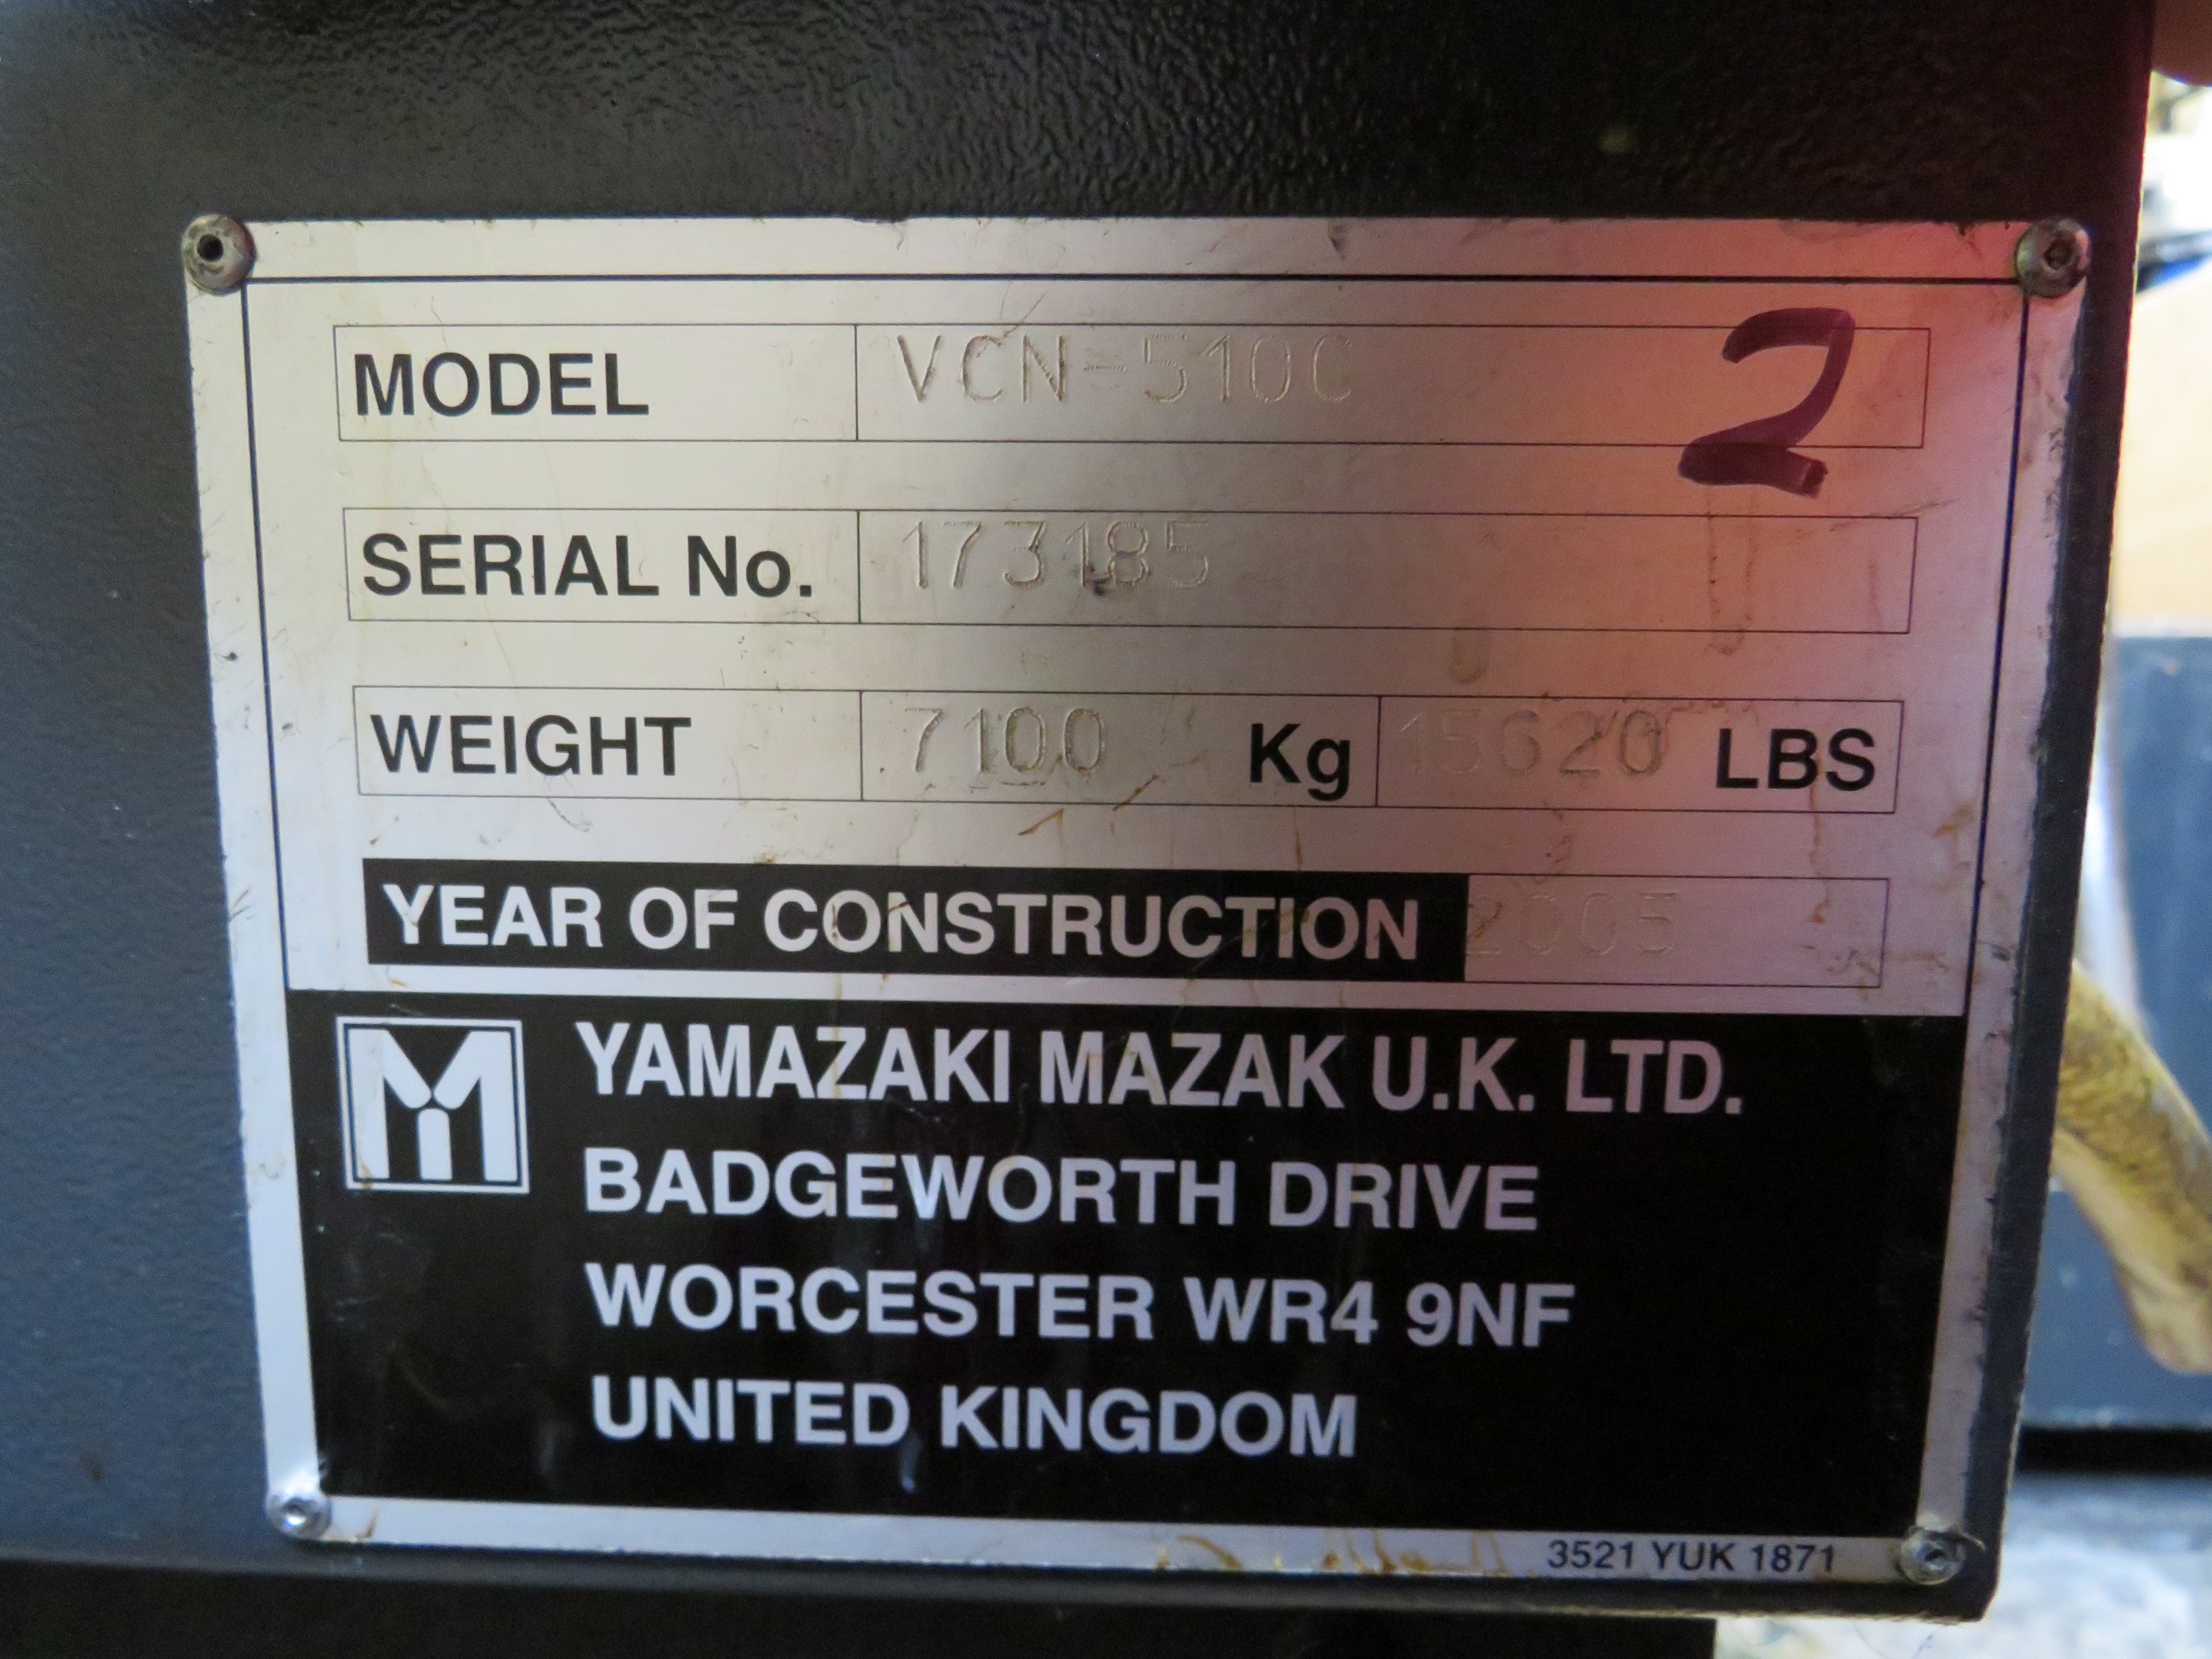 MODEL VCN-510C 2
SERIAL No. 173185
WEIGHT 7100 Kg 15620 LBS
YEAR OF CONSTRUCTION 2005
YAMAZAKI MAZAK U.K. LTD.
BADGEWORTH DRIVE
WORCESTER WR4 9NF
UNITED KINGDOM
3521 YUK 1871